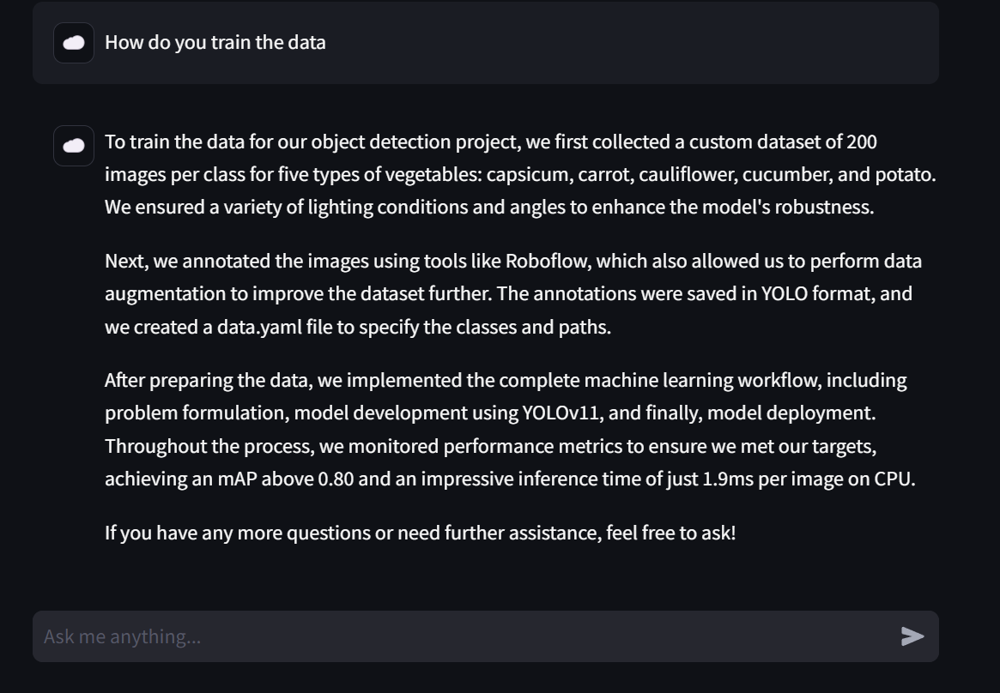 How do you train the data
To train the data for our object detection project, we first collected a custom dataset of 200
images per class for five types of vegetables: capsicum, carrot, cauliflower, cucumber, and potato.
We ensured a variety of lighting conditions and angles to enhance the model's robustness.
Next, we annotated the images using tools like Roboflow, which also allowed us to perform data
augmentation to improve the dataset further. The annotations were saved in YOLO format, and
we created a data.yaml file to specify the classes and paths.
After preparing the data, we implemented the complete machine learning workflow, including
problem formulation, model development using YOLOv11, and finally, model deployment.
Throughout the process, we monitored performance metrics to ensure we met our targets,
achieving an mAP above 0.80 and an impressive inference time of just 1.9ms per image on CPU.
If you have any more questions or need further assistance, feel free to ask!
Ask me anything...